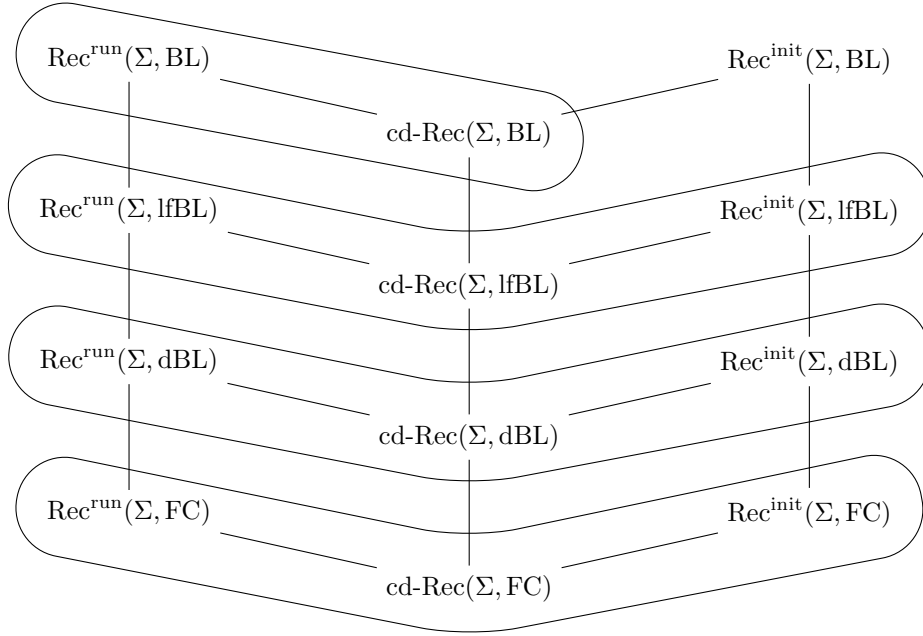 Rec^run(Σ, BL)
Rec^init(Σ, BL)
cd-Rec(Σ, BL)
Rec^run(Σ, lfBL)
Rec^init(Σ, lfBL)
cd-Rec(Σ, lfBL)
Rec^run(Σ, dBL)
Rec^init(Σ, dBL)
cd-Rec(Σ, dBL)
Rec^run(Σ, FC)
Rec^init(Σ, FC)
cd-Rec(Σ, FC)